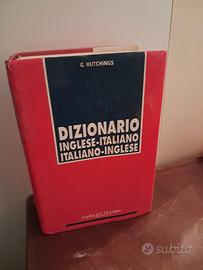 G. HUTCHINGS
DIZIONARIO
INGLESE-ITALIANO
ITALIANO-INGLESE
subito